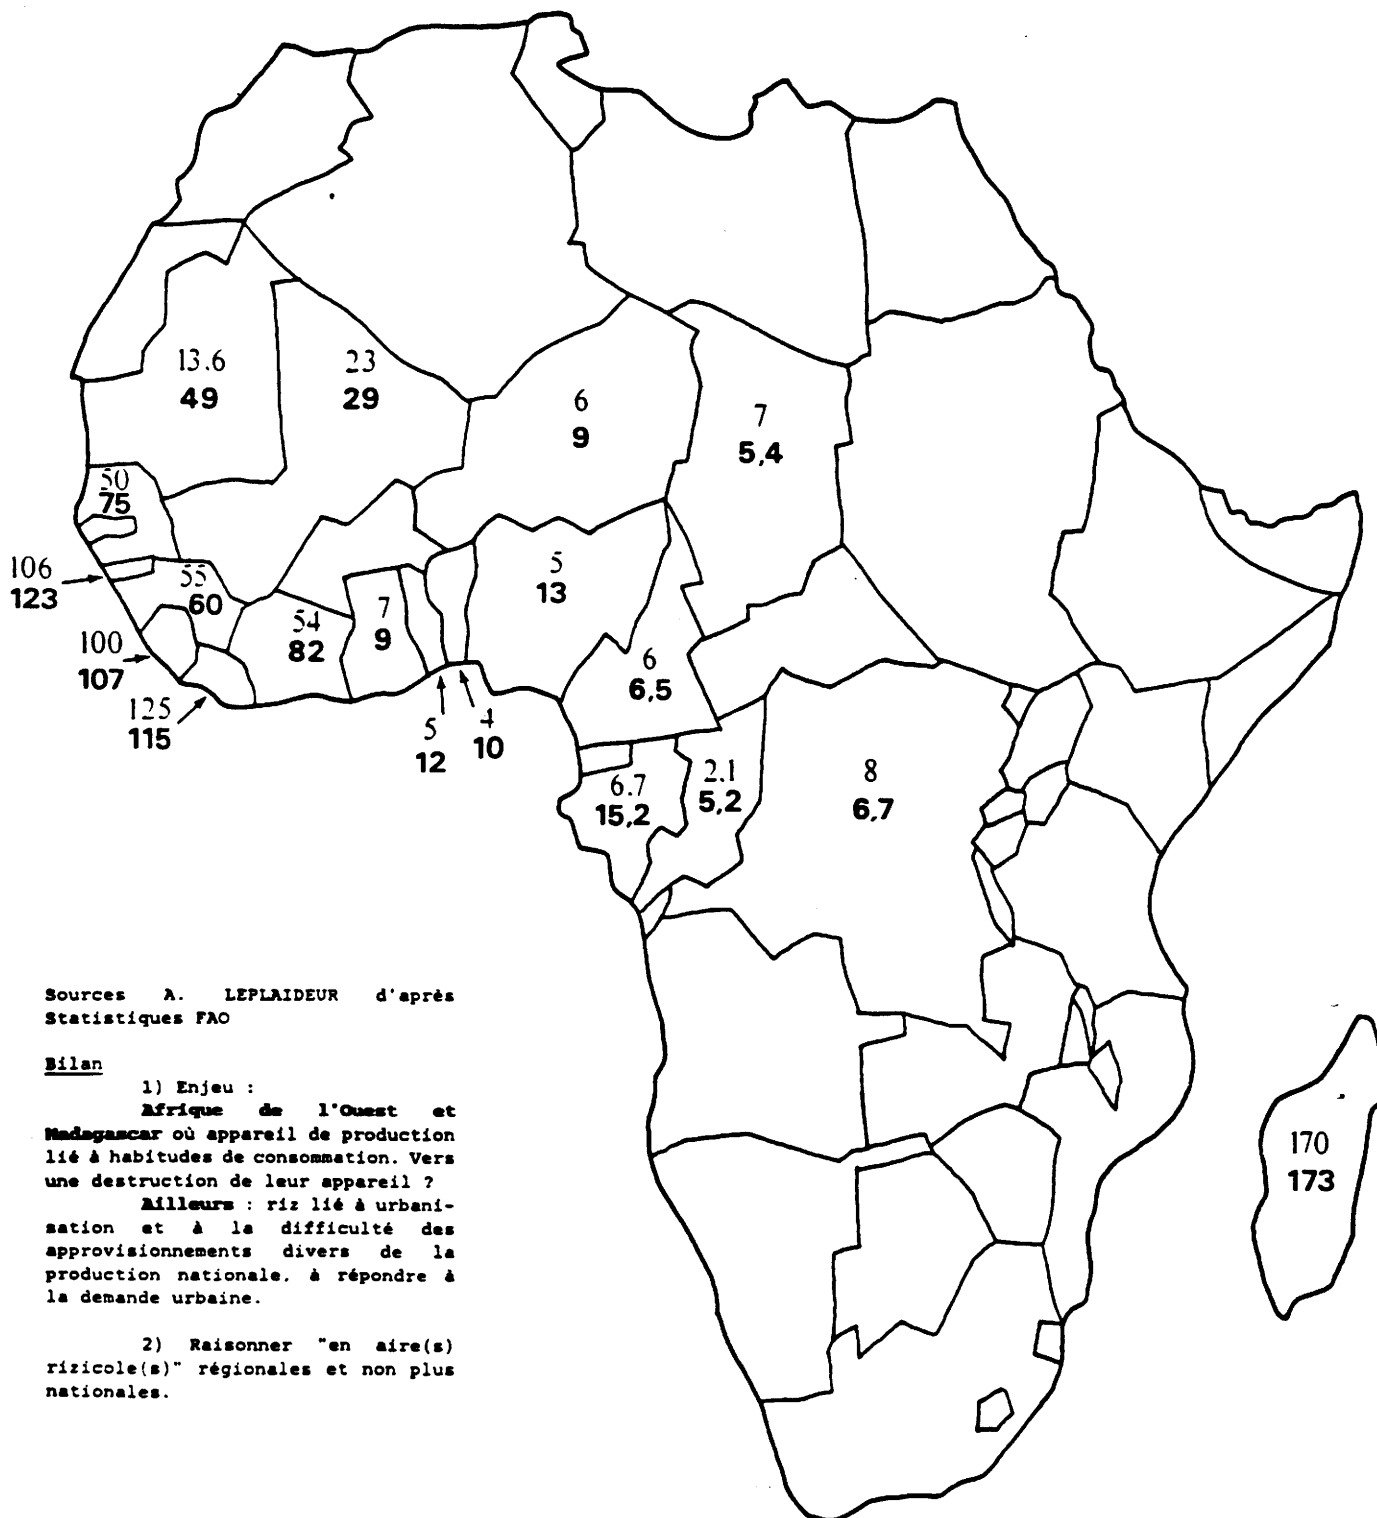 13.6
49
23
29
6
9
7
5,4
50
75
106
123
55
60
5
13
54
82
7
9
100
107
6
6,5
125
115
5
12
4
10
6.7
15,2
2.1
5,2
8
6,7
170
173
Sources A. LEPLAIDEUR d'après
Statistiques FAO
Bilan
1) Enjeu :
Afrique de l'Ouest et
Madagascar où appareil de production
lié à habitudes de consommation. Vers
une destruction de leur appareil ?
Ailleurs : riz lié à urbani-
sation et à la difficulté des
approvisionnements divers de la
production nationale, à répondre à
la demande urbaine.
2) Raisonner "en aire(s)
rizicole(s)" régionales et non plus
nationales.